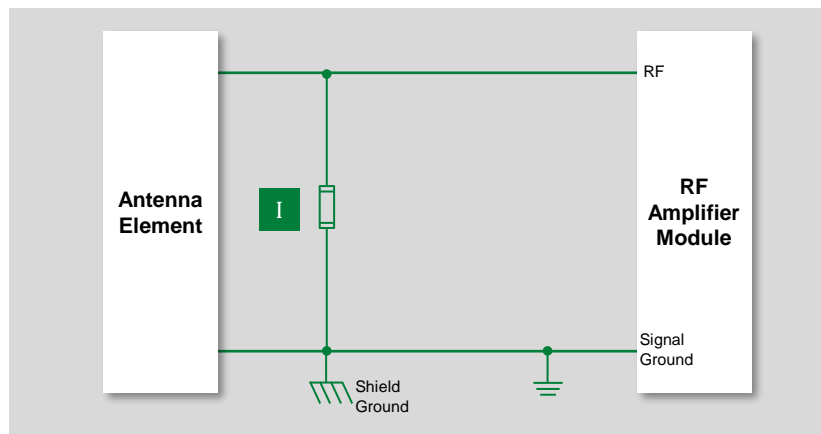 RF
Antenna
Element
I
RF
Amplifier
Module
Signal
Ground
Shield
Ground